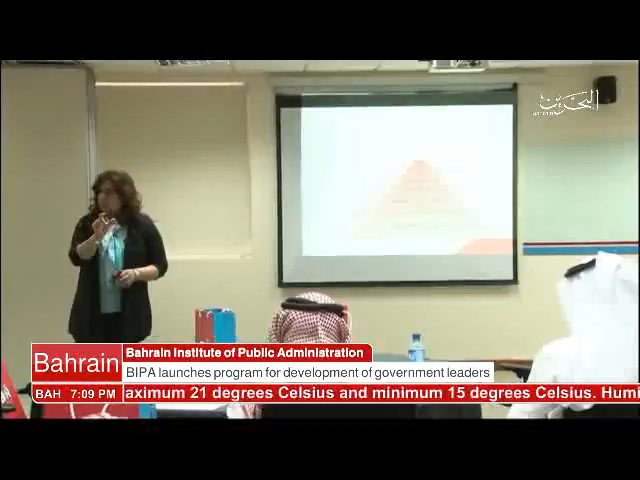 البحرين
Bahrain Institute of Public Administration
Bahrain
BIPA launches program for development of government leaders
BAH 7:09 PM aximum 21 degrees Celsius and minimum 15 degrees Celsius. Humi